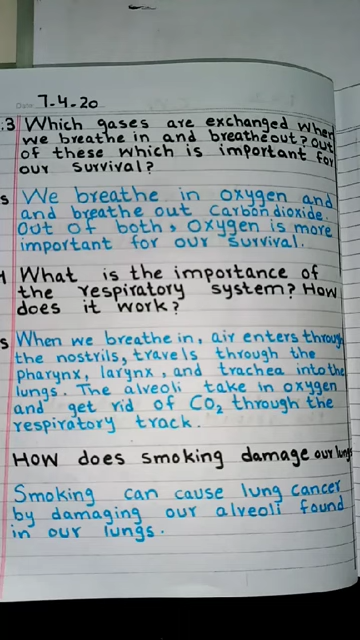 Date 7-4-20
.3 Which gases are exchanged when
we breathe in and breathe out? Out
of these which is important for
our survival?
s We breathe in oxygen and
and breathe out Carbondioxide.
Out of both, Oxygen is more
important for our survival.
What is the importance of
the respiratory system? How
does it work?
s When we breathe in, air enters through
the nostrils, travels through the
pharynx, larynx, and trachea into the
lungs. The alveoli take in oxygen
and get rid of CO2 through the
respiratory track.
How does smoking damage our lungs
Smoking can cause lung cancer
by damaging our alveoli found
in our lungs.